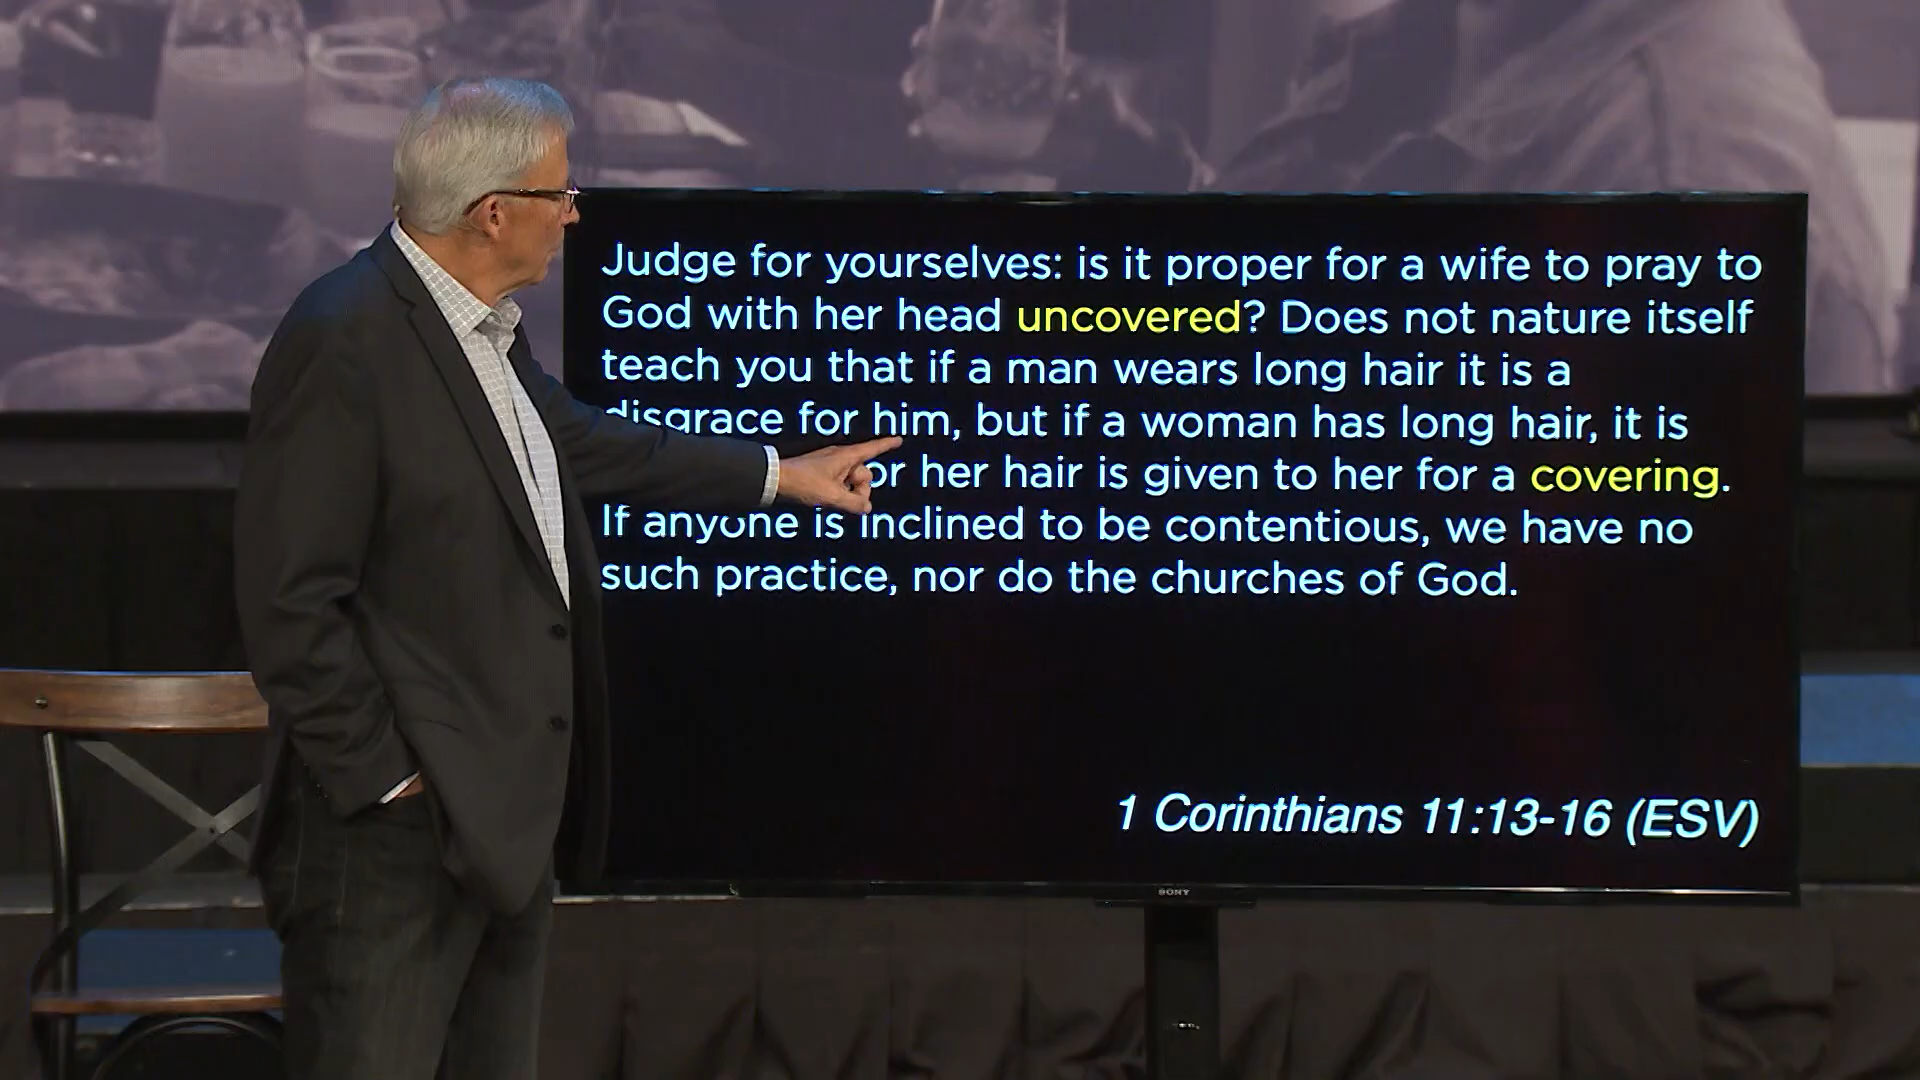 Judge for yourselves: is it proper for a wife to pray to
God with her head uncovered? Does not nature itself
teach you that if a man wears long hair it is a
disgrace for him, but if a woman has long hair, it is
her hair is given to her for a covering.
If anyone is inclined to be contentious, we have no
such practice, nor do the churches of God.
1 Corinthians 11:13-16 (ESV)
SONY